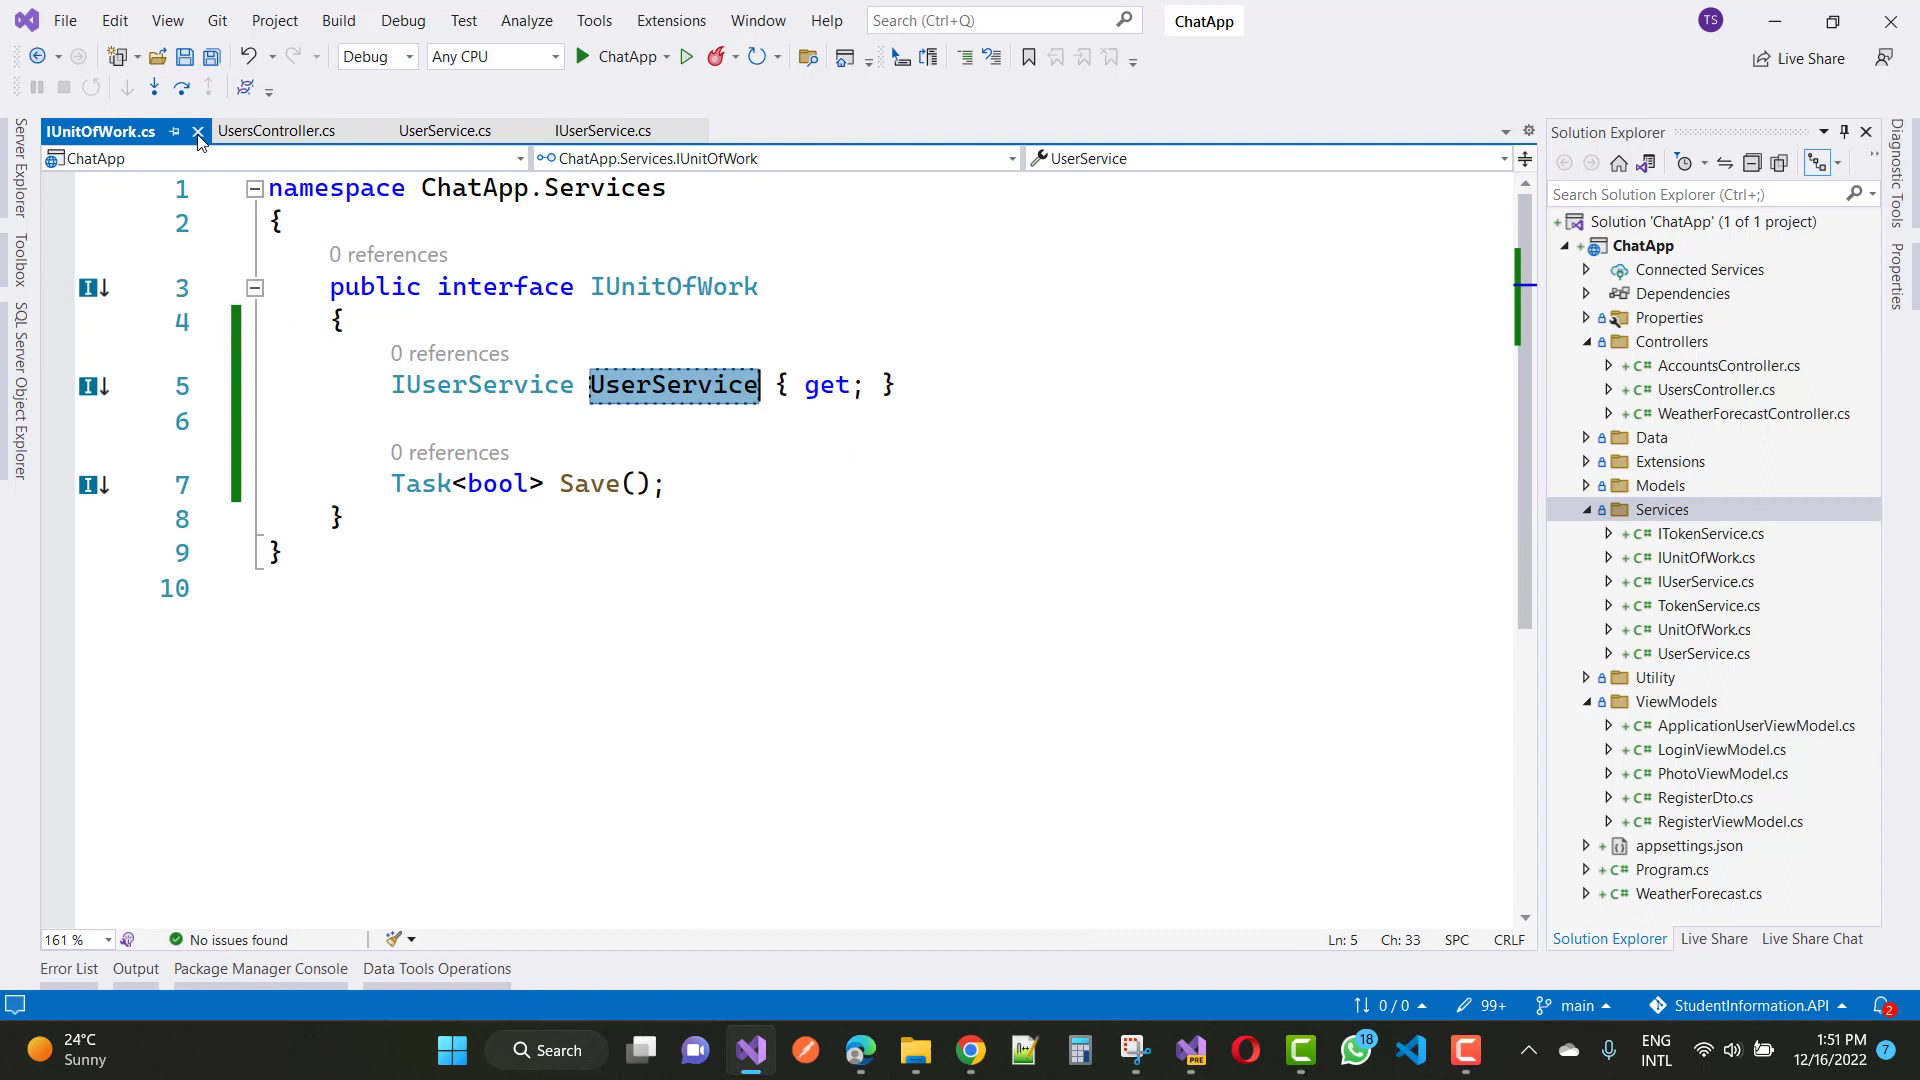 File Edit View Git Project Build Debug Test Analyze Tools Extensions Window Help Search (Ctrl+Q) ChatApp TS
Debug Any CPU ChatApp Live Share
IUnitOfWork.cs UsersController.cs UserService.cs IUserService.cs
ChatApp ChatApp.Services.IUnitOfWork UserService
1 namespace ChatApp.Services
2 {
0 references
3 public interface IUnitOfWork
4 {
0 references
5 IUserService UserService { get; }
6
0 references
7 Task<bool> Save();
8 }
9 }
10
161 % No issues found Ln: 5 Ch: 33 SPC CRLF
Error List Output Package Manager Console Data Tools Operations
Server Explorer
Toolbox
SQL Server Object Explorer
Solution Explorer
Search Solution Explorer (Ctrl+;)
Solution 'ChatApp' (1 of 1 project)
ChatApp
Connected Services
Dependencies
Properties
Controllers
C# AccountsController.cs
C# UsersController.cs
C# WeatherForecastController.cs
Data
Extensions
Models
Services
C# ITokenService.cs
C# IUnitOfWork.cs
C# IUserService.cs
C# TokenService.cs
C# UnitOfWork.cs
C# UserService.cs
Utility
ViewModels
C# ApplicationUserViewModel.cs
C# LoginViewModel.cs
C# PhotoViewModel.cs
C# RegisterDto.cs
C# RegisterViewModel.cs
appsettings.json
C# Program.cs
C# WeatherForecast.cs
Solution Explorer Live Share Live Share Chat
Diagnostic Tools
Properties
0 / 0 99+ main StudentInformation.API 2
24°C
Sunny
Search
PRE
18
ENG
INTL
1:51 PM
12/16/2022
7